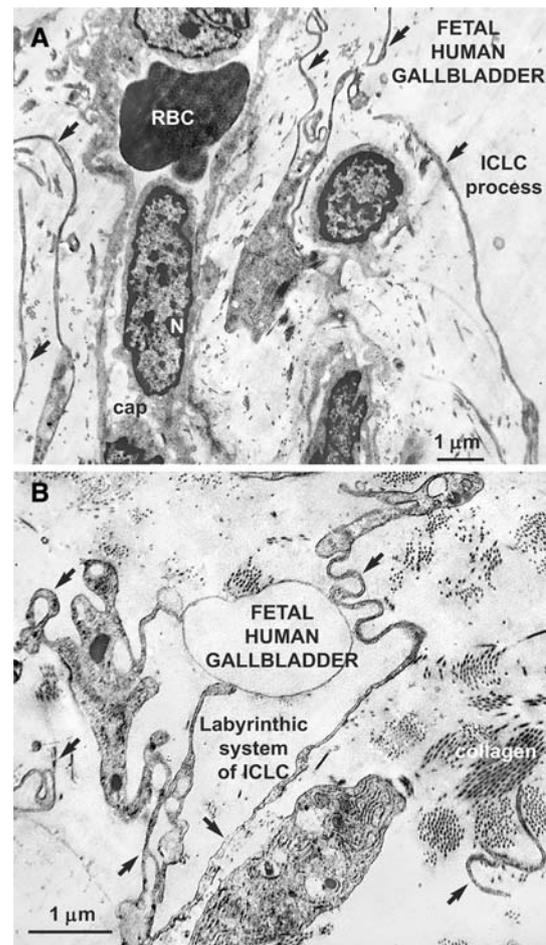 A
FETAL
HUMAN
GALLBLADDER
RBC
ICLC
process
N
cap
1 μm
B
FETAL
HUMAN
GALLBLADDER
Labyrinthic
system
of ICLC
collagen
1 μm